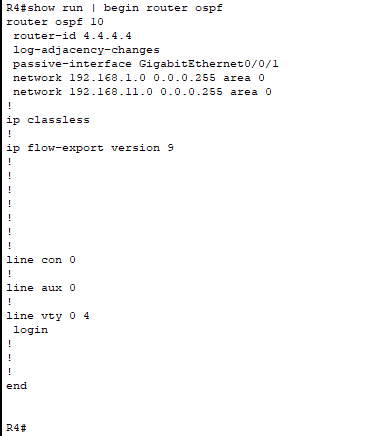 R4#show run | begin router ospf
router ospf 10
 router-id 4.4.4.4
 log-adjacency-changes
 passive-interface GigabitEthernet0/0/1
 network 192.168.1.0 0.0.0.255 area 0
 network 192.168.11.0 0.0.0.255 area 0
!
ip classless
!
ip flow-export version 9
!
!
!
!
!
!
!
line con 0
!
line aux 0
!
line vty 0 4
 login
!
!
!
end
R4#